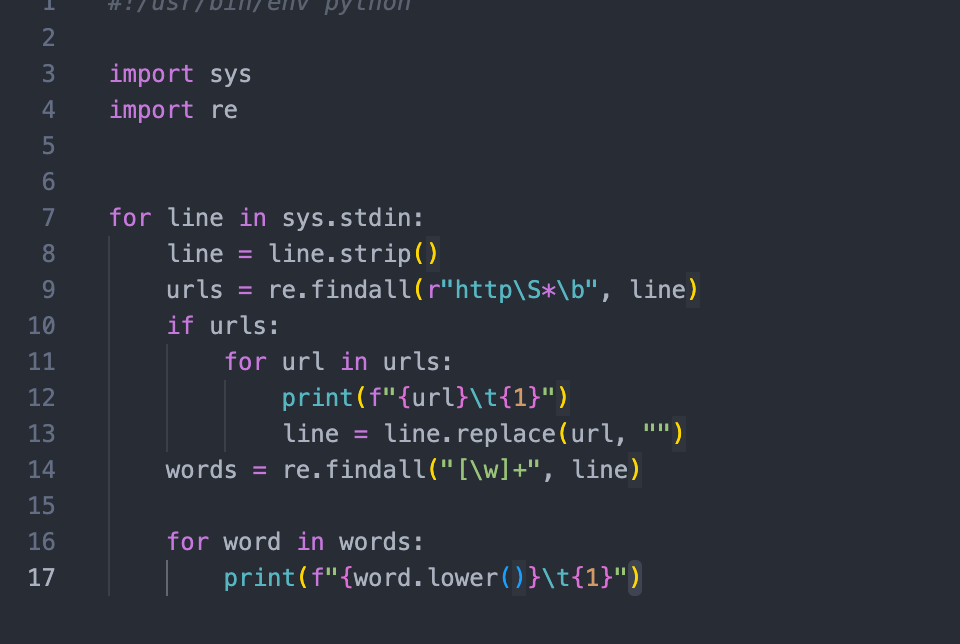 1 #!/usr/bin/env python
2
3 import sys
4 import re
5
6
7 for line in sys.stdin:
8     line = line.strip()
9     urls = re.findall(r"http\S*\b", line)
10     if urls:
11         for url in urls:
12             print(f"{url}\t{1}")
13             line = line.replace(url, "")
14     words = re.findall("[\w]+", line)
15
16     for word in words:
17         print(f"{word.lower()}\t{1}")